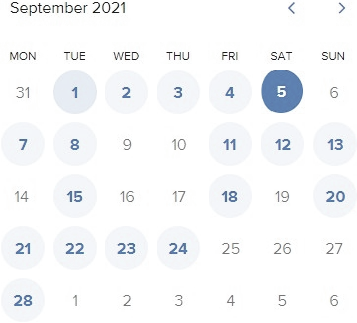 September 2021
MON TUE WED THU FRI SAT SUN
31 1 2 3 4 5 6
7 8 9 10 11 12 13
14 15 16 17 18 19 20
21 22 23 24 25 26 27
28 1 2 3 4 5 6